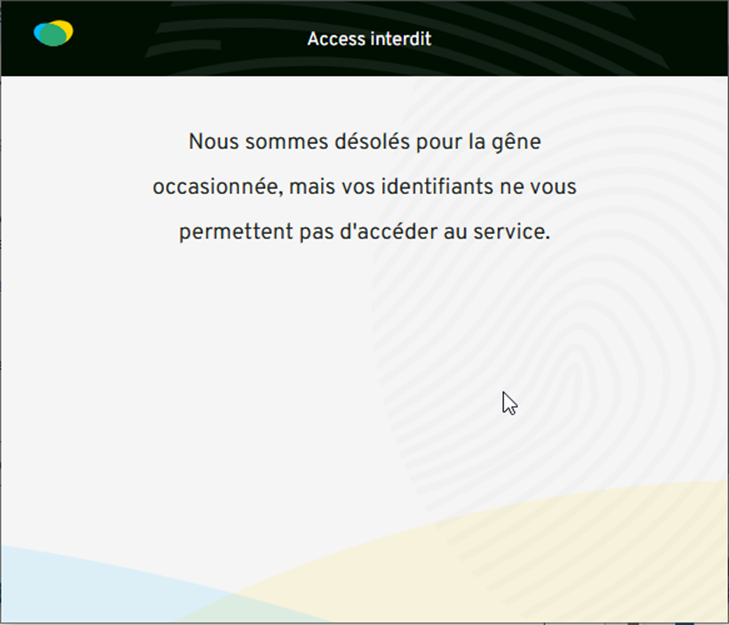 Access interdit
Nous sommes désolés pour la gêne
occasionnée, mais vos identifiants ne vous
permettent pas d'accéder au service.